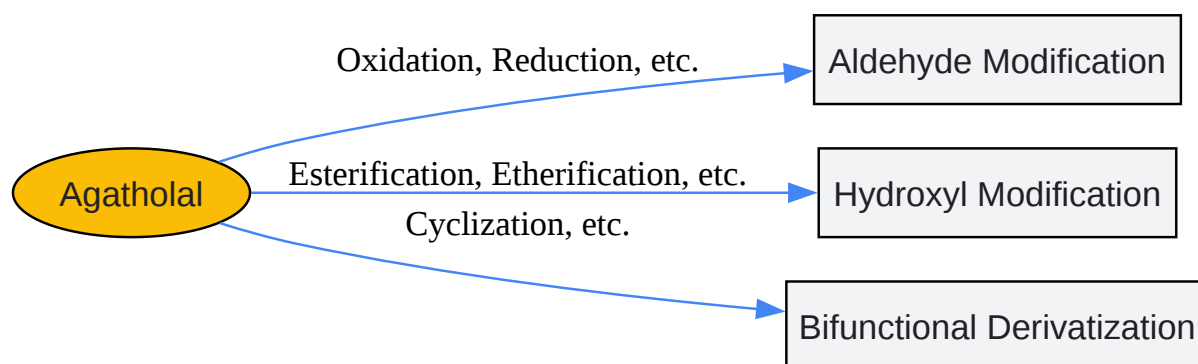 Oxidation, Reduction, etc.
Aldehyde Modification
Agatholal
Esterification, Etherification, etc.
Hydroxyl Modification
Cyclization, etc.
Bifunctional Derivatization